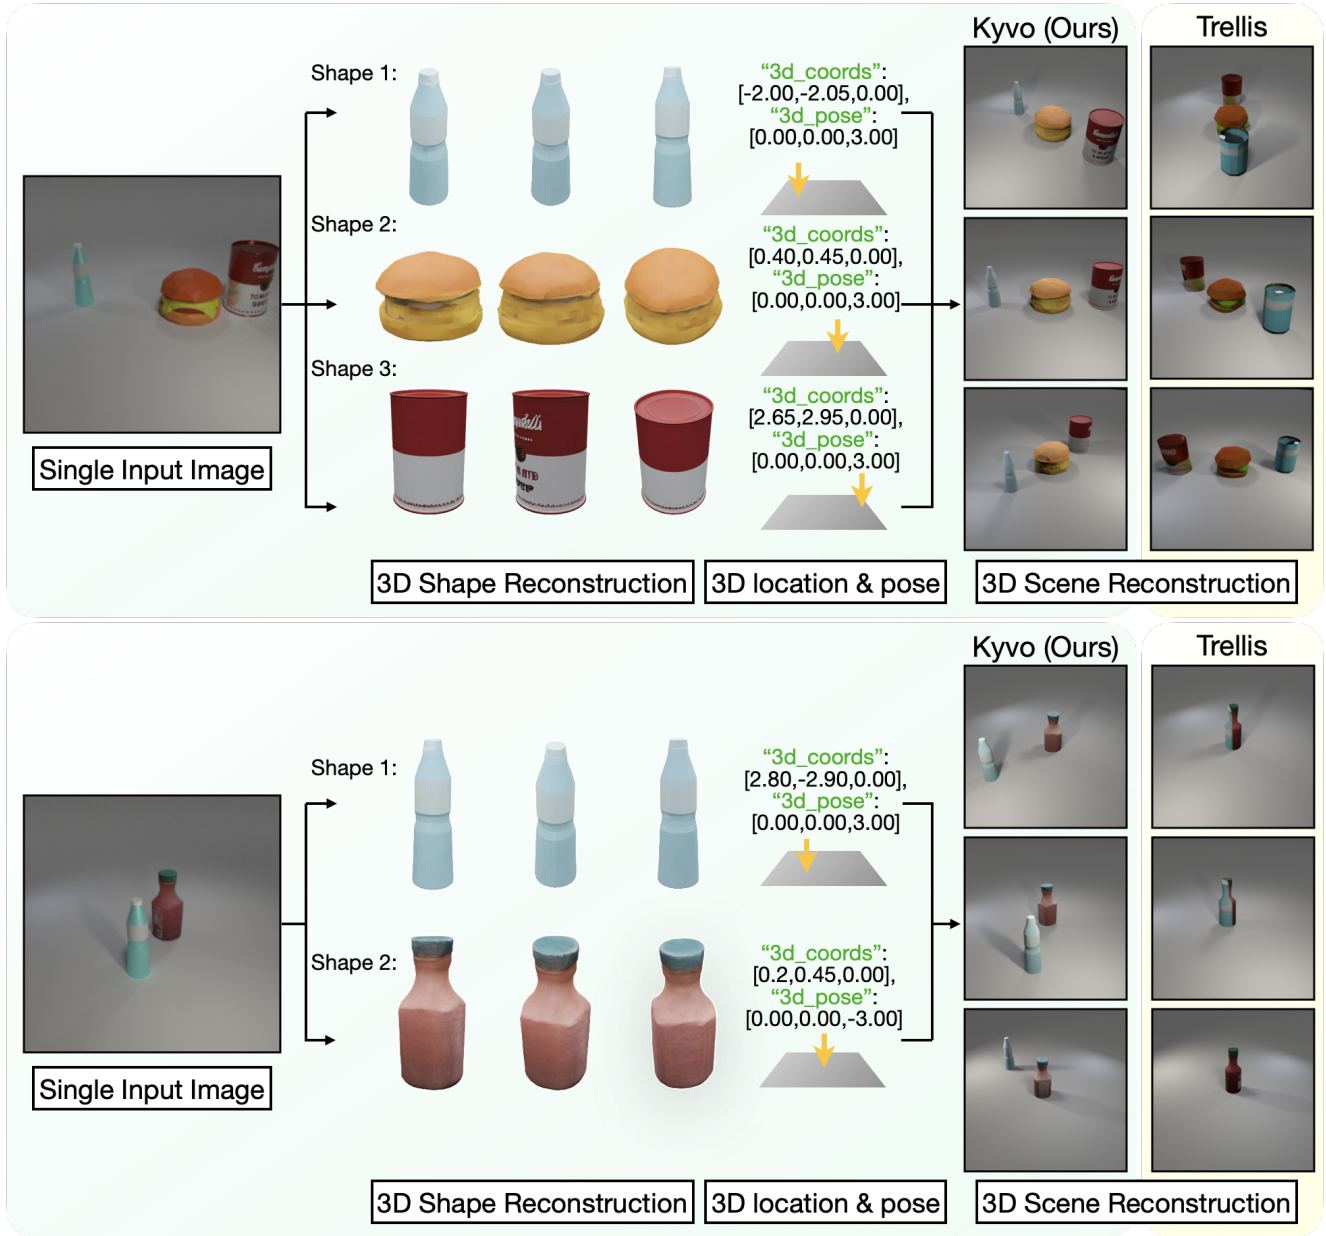 Kyvo (Ours)
Trellis
Shape 1:
"3d_coords":
[-2.00,-2.05,0.00],
"3d_pose":
[0.00,0.00,3.00]
Shape 2:
"3d_coords":
[0.40,0.45,0.00],
"3d_pose":
[0.00,0.00,3.00]
Shape 3:
"3d_coords":
[2.65,2.95,0.00],
"3d_pose":
[0.00,0.00,3.00]
Single Input Image
3D Shape Reconstruction
3D location & pose
3D Scene Reconstruction
Kyvo (Ours)
Trellis
Shape 1:
"3d_coords":
[2.80,-2.90,0.00],
"3d_pose":
[0.00,0.00,3.00]
Shape 2:
"3d_coords":
[0.2,0.45,0.00],
"3d_pose":
[0.00,0.00,-3.00]
Single Input Image
3D Shape Reconstruction
3D location & pose
3D Scene Reconstruction